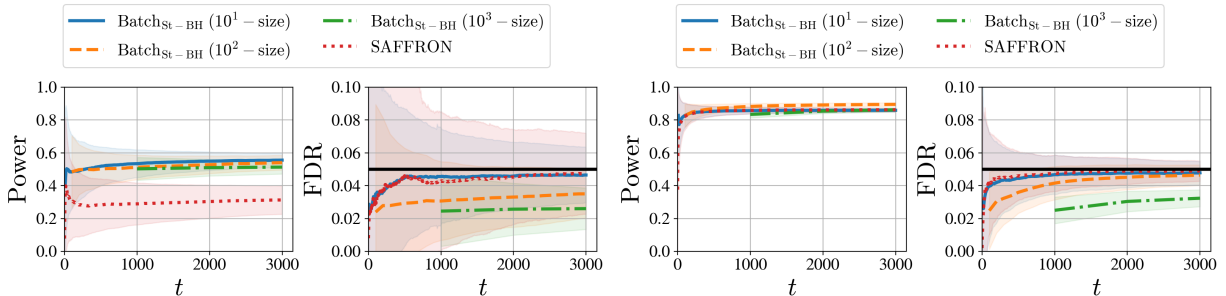 Batch_{St-BH} (10^1 - size)
Batch_{St-BH} (10^3 - size)
Batch_{St-BH} (10^2 - size)
SAFFRON
Batch_{St-BH} (10^1 - size)
Batch_{St-BH} (10^3 - size)
Batch_{St-BH} (10^2 - size)
SAFFRON
Power
1.0
0.8
0.6
0.4
0.2
0.0
0
1000
2000
3000
t
FDR
0.10
0.08
0.06
0.04
0.02
0.00
0
1000
2000
3000
t
Power
1.0
0.8
0.6
0.4
0.2
0.0
0
1000
2000
3000
t
FDR
0.10
0.08
0.06
0.04
0.02
0.00
0
1000
2000
3000
t